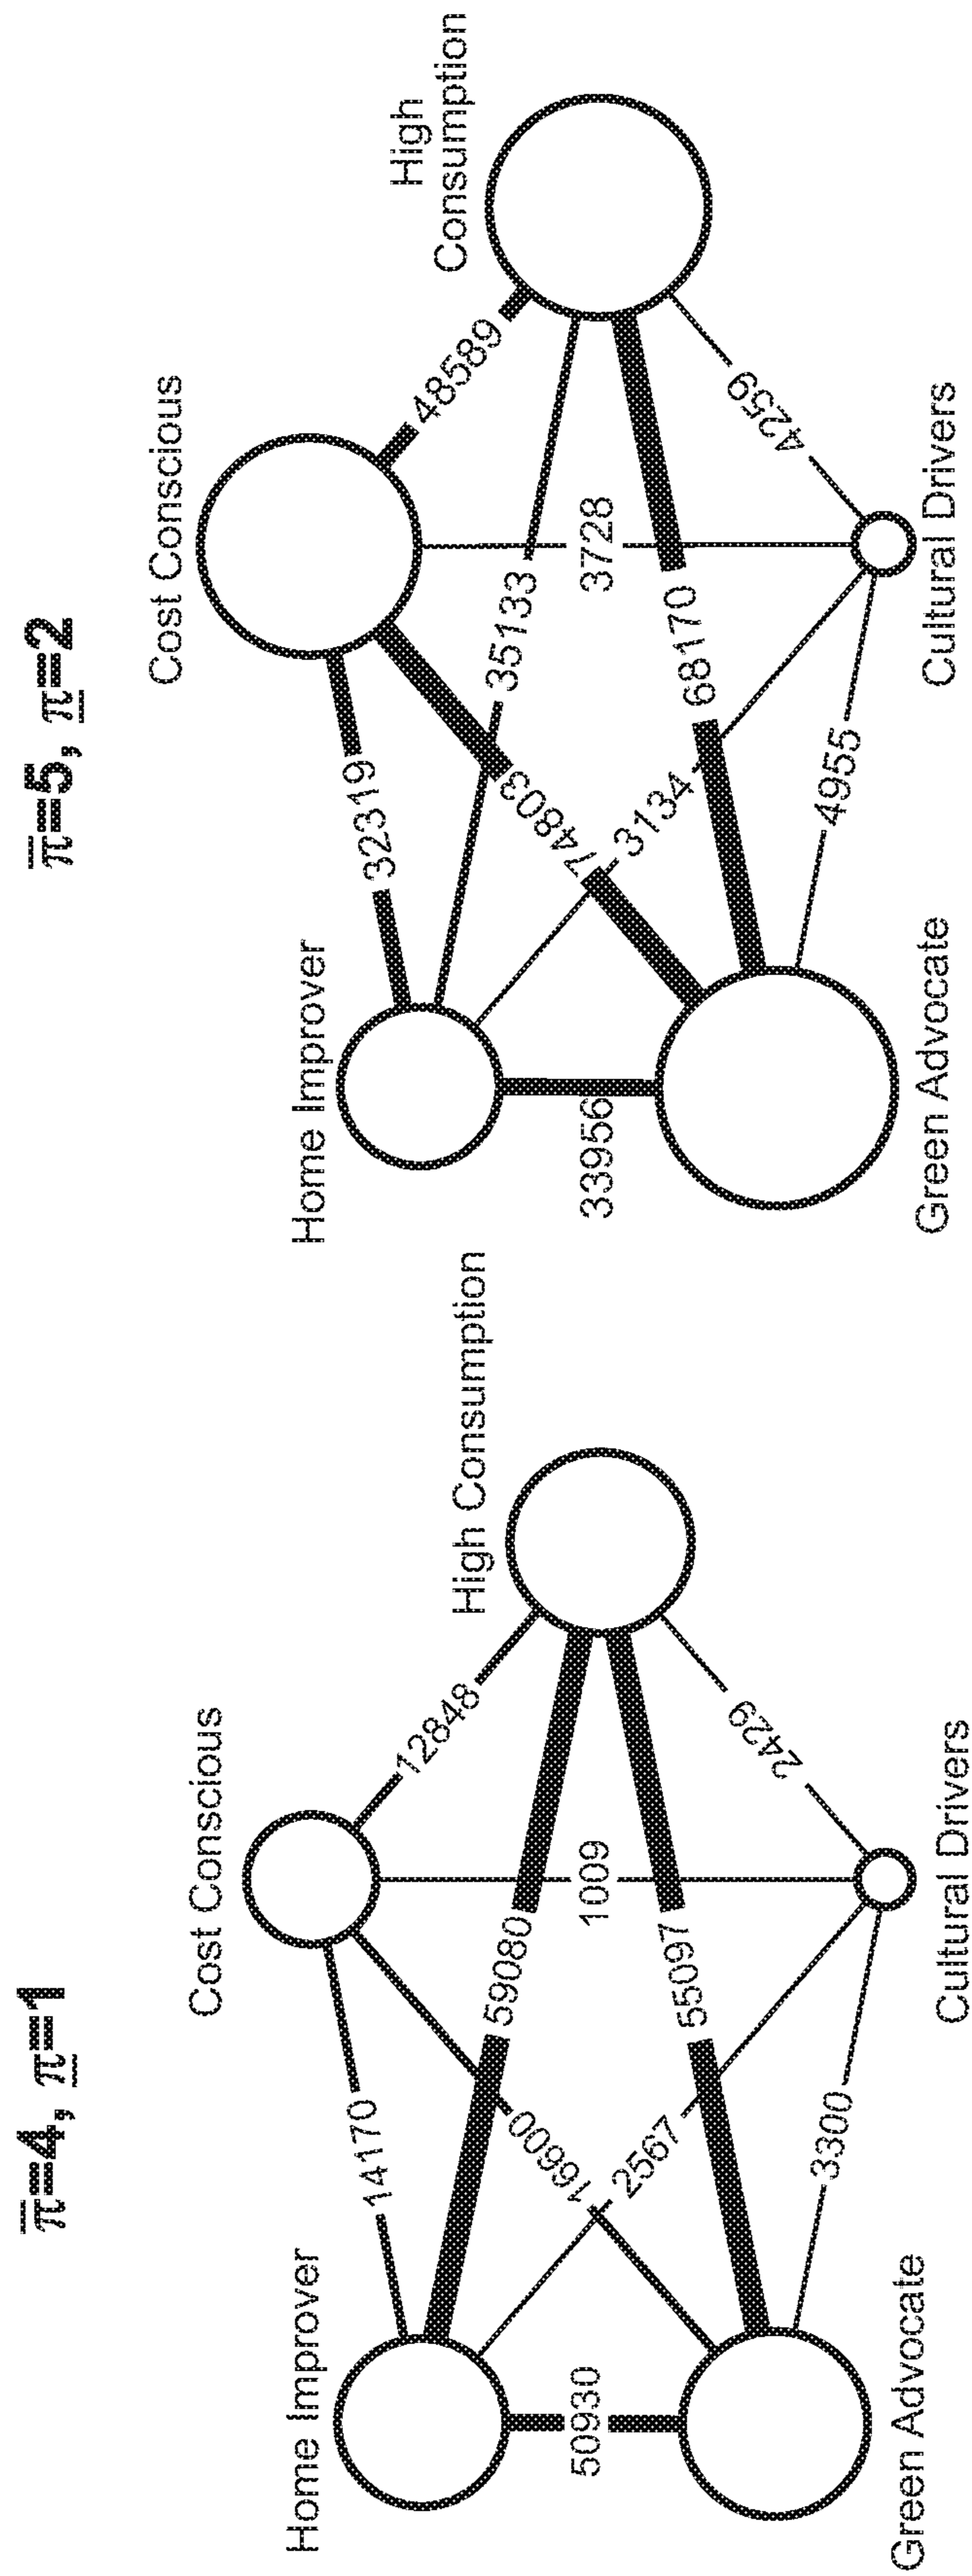 π̅=4, π̲=1
Cost Conscious
Home Improver
High Consumption
14170
12848
59080
1009
16600
50930
2567
55097
2429
3300
Green Advocate
Cultural Drivers
π̅=5, π̲=2
Cost Conscious
Home Improver
High
Consumption
32319
48589
35133
74803
3728
33956
3134
68170
4259
4955
Green Advocate
Cultural Drivers